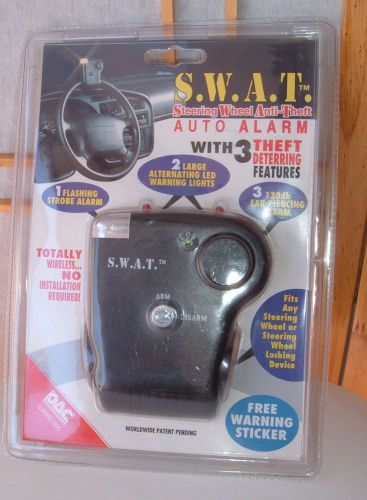 S.W.A.T.™
Steering Wheel Anti-Theft
AUTO ALARM
WITH 3 THEFT
DETERRING
FEATURES
2 LARGE
ALTERNATING LED
WARNING LIGHTS
1 FLASHING
STROBE ALARM
3 120db
EAR-PIERCING
ALARM
TOTALLY
WIRELESS...
NO
INSTALLATION
REQUIRED!
S.W.A.T.™
ARM
DISARM
Fits
Any
Steering
Wheel or
Steering
Wheel
Locking
Device
FREE
WARNING
STICKER
WORLDWIDE PATENT PENDING